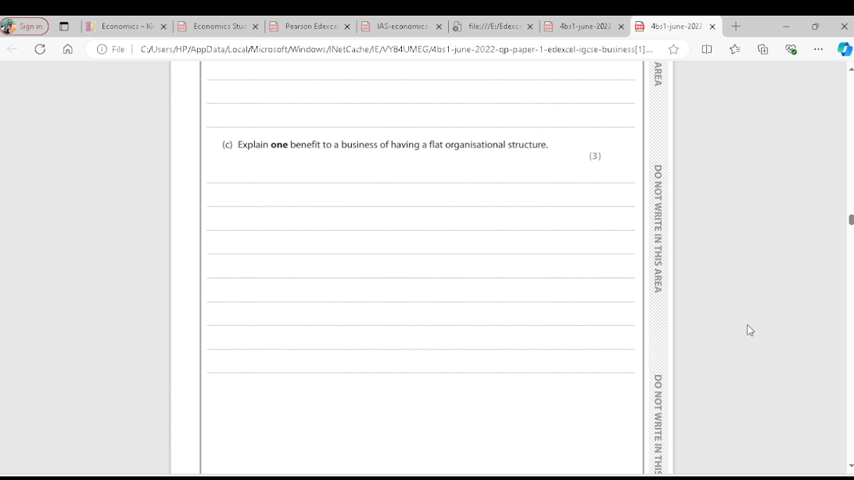 Sign in
Economics – K
Economics Stud
Pearson Edexce
IAS-economics
file:///E:/Edexc
4bs1-june-2022
4bs1-june-2022
File
C:/Users/HP/AppData/Local/Microsoft/Windows/INetCache/IE/VY84UMEG/4bs1-june-2022-qp-paper-1-edexcel-igcse-business[1]....
AREA
(c) Explain one benefit to a business of having a flat organisational structure.
(3)
DO NOT WRITE IN THIS AREA
DO NOT WRITE IN THIS